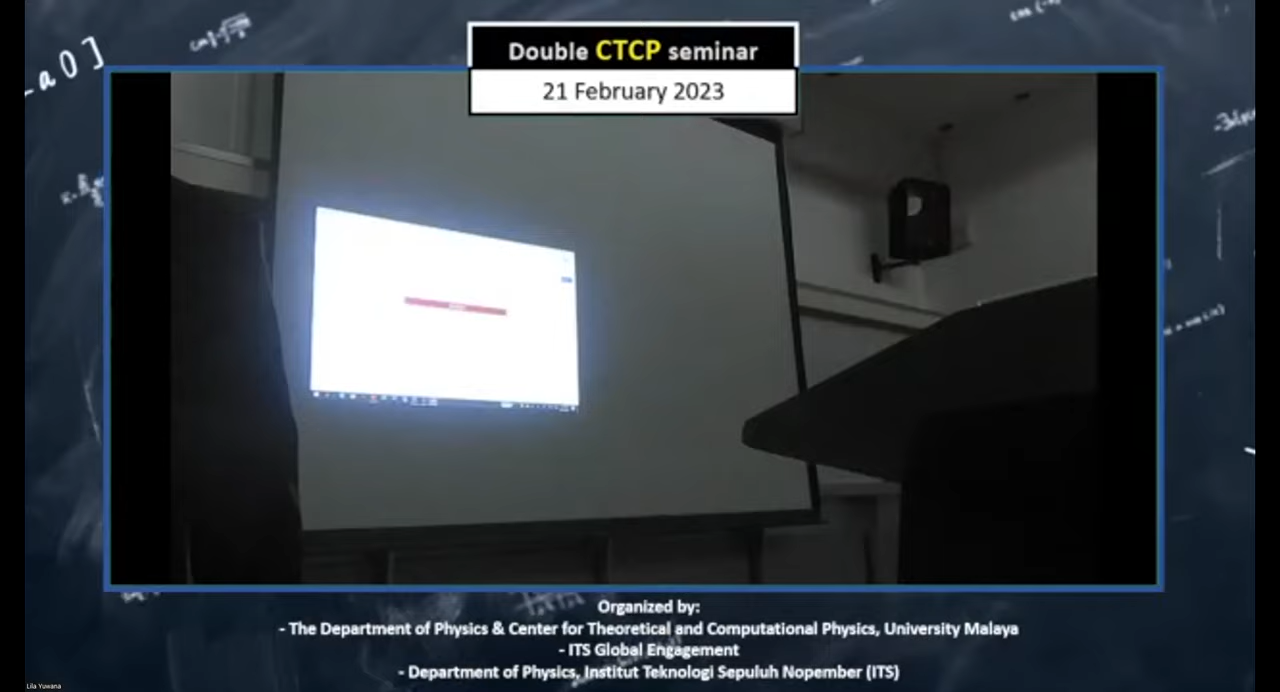 Double CTCP seminar
21 February 2023
Organized by:
- The Department of Physics & Center for Theoretical and Computational Physics, University Malaya
- ITS Global Engagement
- Department of Physics, Institut Teknologi Sepuluh Nopember (ITS)
Lila Yuwana